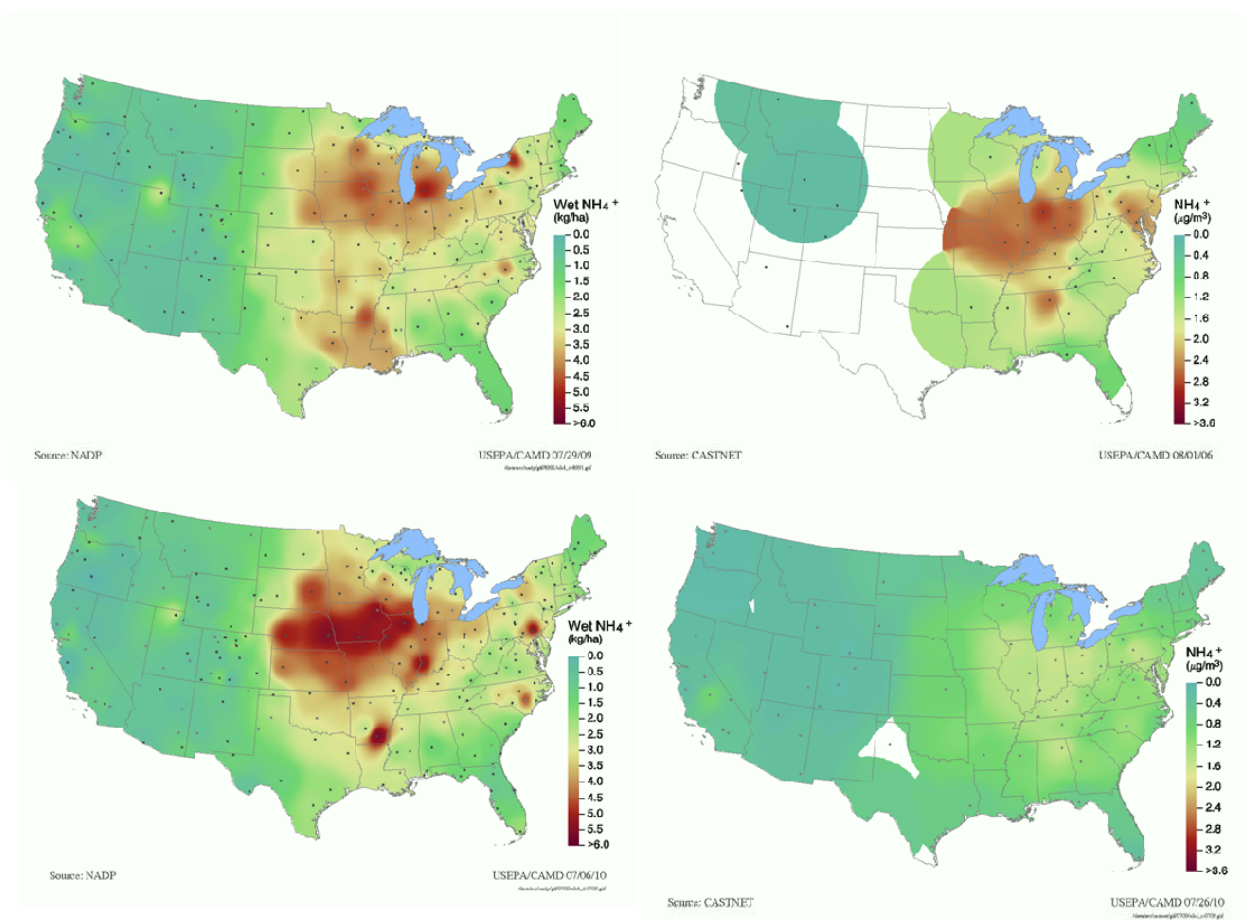 Wet NH₄⁺
(kg/ha)
0.0
0.5
1.0
1.5
2.0
2.5
3.0
3.5
4.0
4.5
5.0
5.5
>6.0
Source: NADP
USEPA/CAMD 07/29/09
NH₄⁺
(μg/m³)
0.0
0.4
0.8
1.2
1.6
2.0
2.4
2.8
3.2
Source: CASTNET
USEPA/CAMD 08/01/06
Wet NH₄⁺
(kg/ha)
0.0
0.5
1.0
1.5
2.0
2.5
3.0
3.5
4.0
4.5
5.0
5.5
>6.0
Source: NADP
USEPA/CAMD 07/06/10
NH₄⁺
(μg/m³)
0.0
0.4
0.8
1.2
1.6
2.0
2.4
2.8
3.2
>3.6
Source: CASTNET
USEPA/CAMD 07/26/10